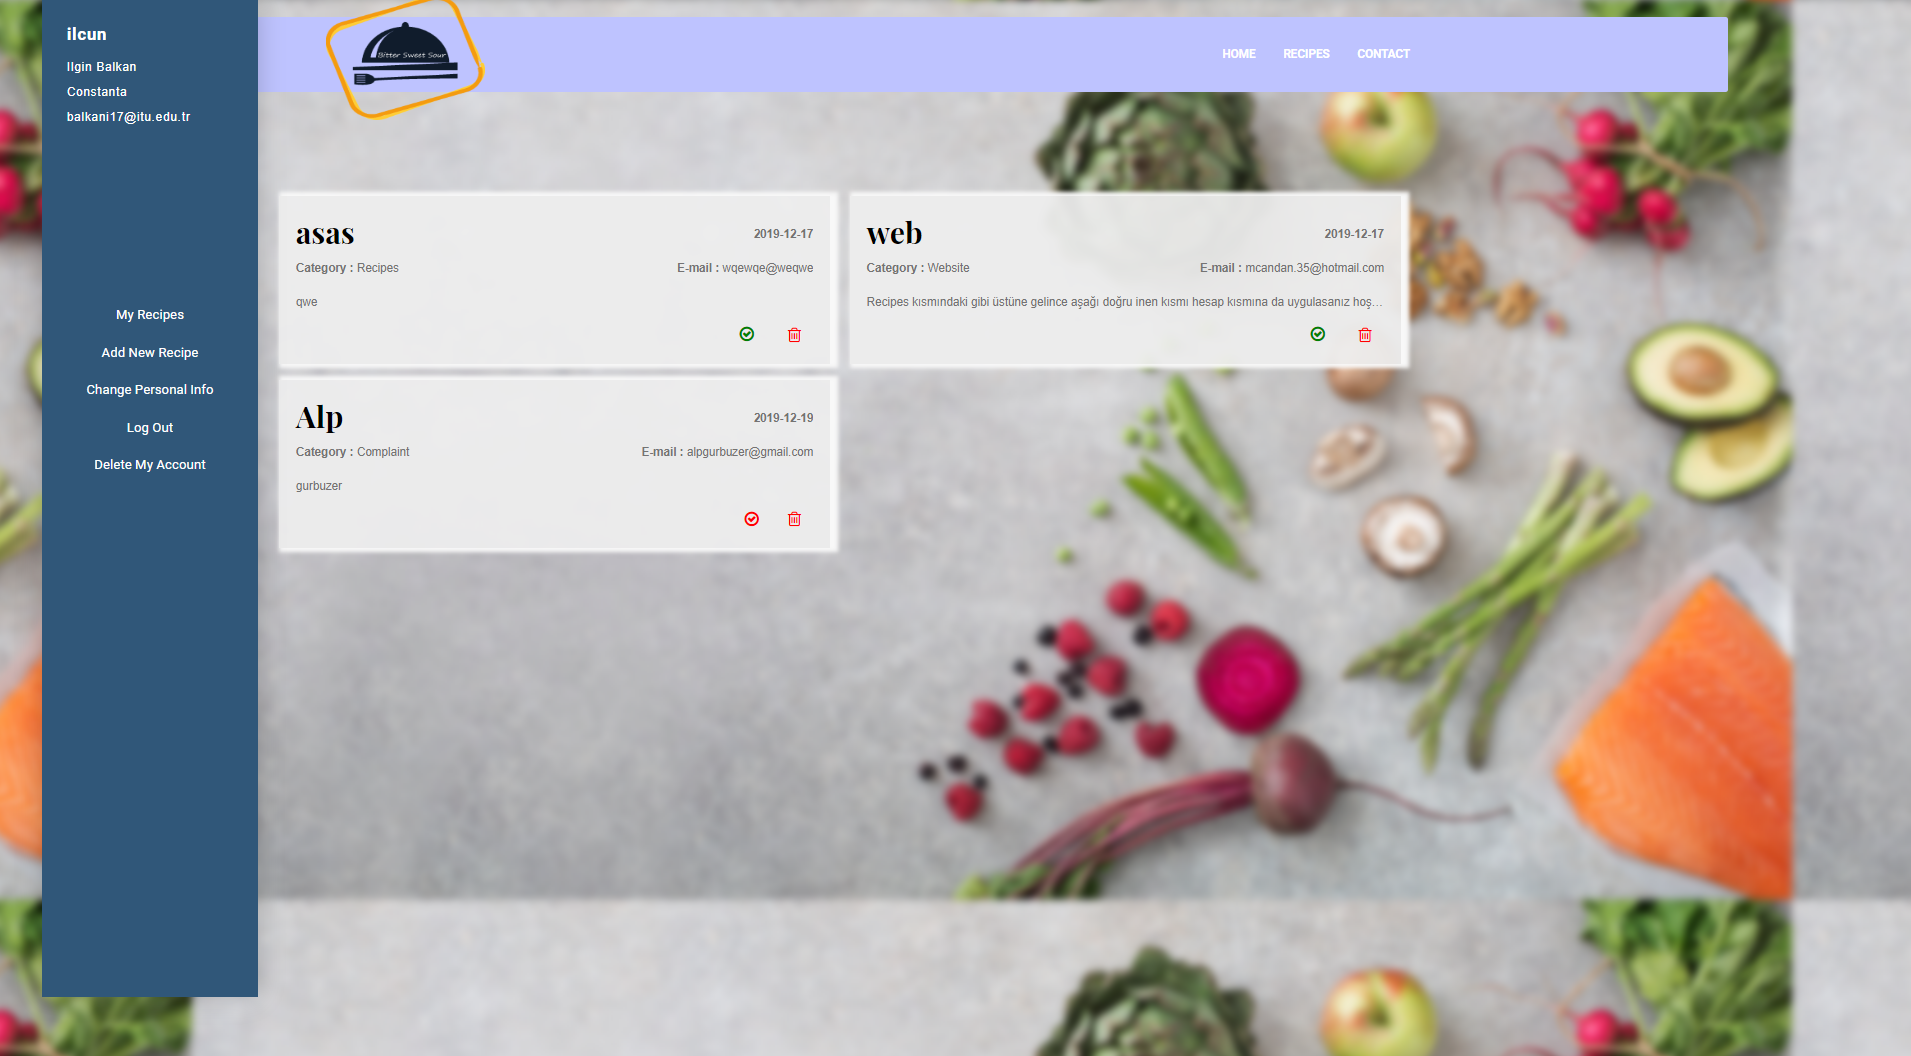 ilcun
Ilgin Balkan
Constanta
balkani17@itu.edu.tr
My Recipes
Add New Recipe
Change Personal Info
Log Out
Delete My Account
Bitter Sweet Sour
HOME RECIPES CONTACT
asas 2019-12-17
Category : Recipes E-mail : wqewqe@weqwe
qwe
web 2019-12-17
Category : Website E-mail : mcandan.35@hotmail.com
Recipes kısmındaki gibi üstüne gelince aşağı doğru inen kısmı hesap kısmına da uygulasanız hoş...
Alp 2019-12-19
Category : Complaint E-mail : alpgurbuzer@gmail.com
gurbuzer